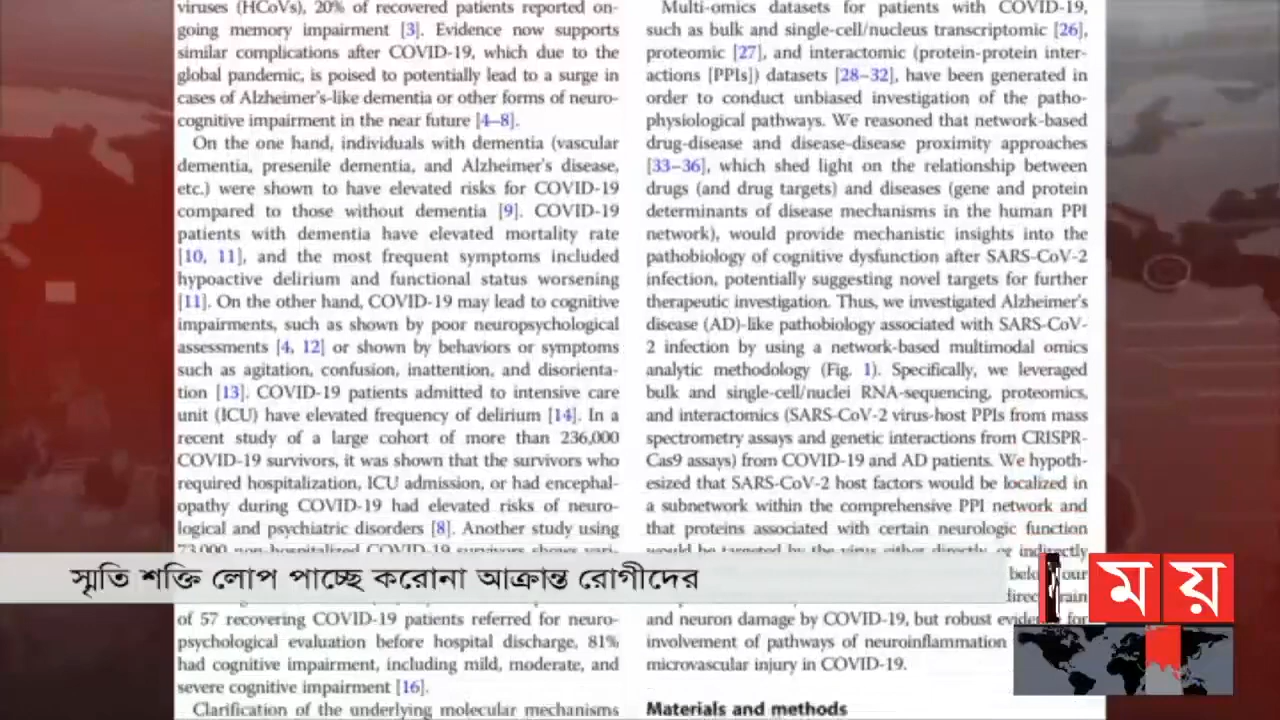 viruses (HCoVs), 20% of recovered patients reported on-
going memory impairment [3]. Evidence now supports
similar complications after COVID-19, which due to the
global pandemic, is poised to potentially lead to a surge in
cases of Alzheimer's-like dementia or other forms of neuro-
cognitive impairment in the near future [4–8].
On the one hand, individuals with dementia (vascular
dementia, presenile dementia, and Alzheimer's disease,
etc.) were shown to have elevated risks for COVID-19
compared to those without dementia [9]. COVID-19
patients with dementia have elevated mortality rate
[10, 11], and the most frequent symptoms included
hypoactive delirium and functional status worsening
[11]. On the other hand, COVID-19 may lead to cognitive
impairments, such as shown by poor neuropsychological
assessments [4, 12] or shown by behaviors or symptoms
such as agitation, confusion, inattention, and disorienta-
tion [13]. COVID-19 patients admitted to intensive care
unit (ICU) have elevated frequency of delirium [14]. In a
recent study of a large cohort of more than 236,000
COVID-19 survivors, it was shown that the survivors who
required hospitalization, ICU admission, or had encephal-
opathy during COVID-19 had elevated risks of neuro-
logical and psychiatric disorders [8]. Another study using
73,000 non-hospitalized COVID-19 survivors
of 57 recovering COVID-19 patients referred for neuro-
psychological evaluation before hospital discharge, 81%
had cognitive impairment, including mild, moderate, and
severe cognitive impairment [16].
Clarification of the underlying molecular mechanisms
Multi-omics datasets for patients with COVID-19,
such as bulk and single-cell/nucleus transcriptomic [26],
proteomic [27], and interactomic (protein-protein inter-
actions [PPIs]) datasets [28–32], have been generated in
order to conduct unbiased investigation of the patho-
physiological pathways. We reasoned that network-based
drug-disease and disease-disease proximity approaches
[33–36], which shed light on the relationship between
drugs (and drug targets) and diseases (gene and protein
determinants of disease mechanisms in the human PPI
network), would provide mechanistic insights into the
pathobiology of cognitive dysfunction after SARS-CoV-2
infection, potentially suggesting novel targets for further
therapeutic investigation. Thus, we investigated Alzheimer's
disease (AD)-like pathobiology associated with SARS-CoV-
2 infection by using a network-based multimodal omics
analytic methodology (Fig. 1). Specifically, we leveraged
bulk and single-cell/nuclei RNA-sequencing, proteomics,
and interactomics (SARS-CoV-2 virus-host PPIs from mass
spectrometry assays and genetic interactions from CRISPR-
Cas9 assays) from COVID-19 and AD patients. We hypoth-
esized that SARS-CoV-2 host factors would be localized in
a subnetwork within the comprehensive PPI network and
that proteins associated with certain neurologic function
would be targeted by the virus either directly or indirectly
our
and neuron damage by COVID-19, but robust for
involvement of pathways of neuroinflammation
microvascular injury in COVID-19.
Materials and methods
স্মৃতি শক্তি লোপ পাচ্ছে করোনা আক্রান্ত রোগীদের
ময়